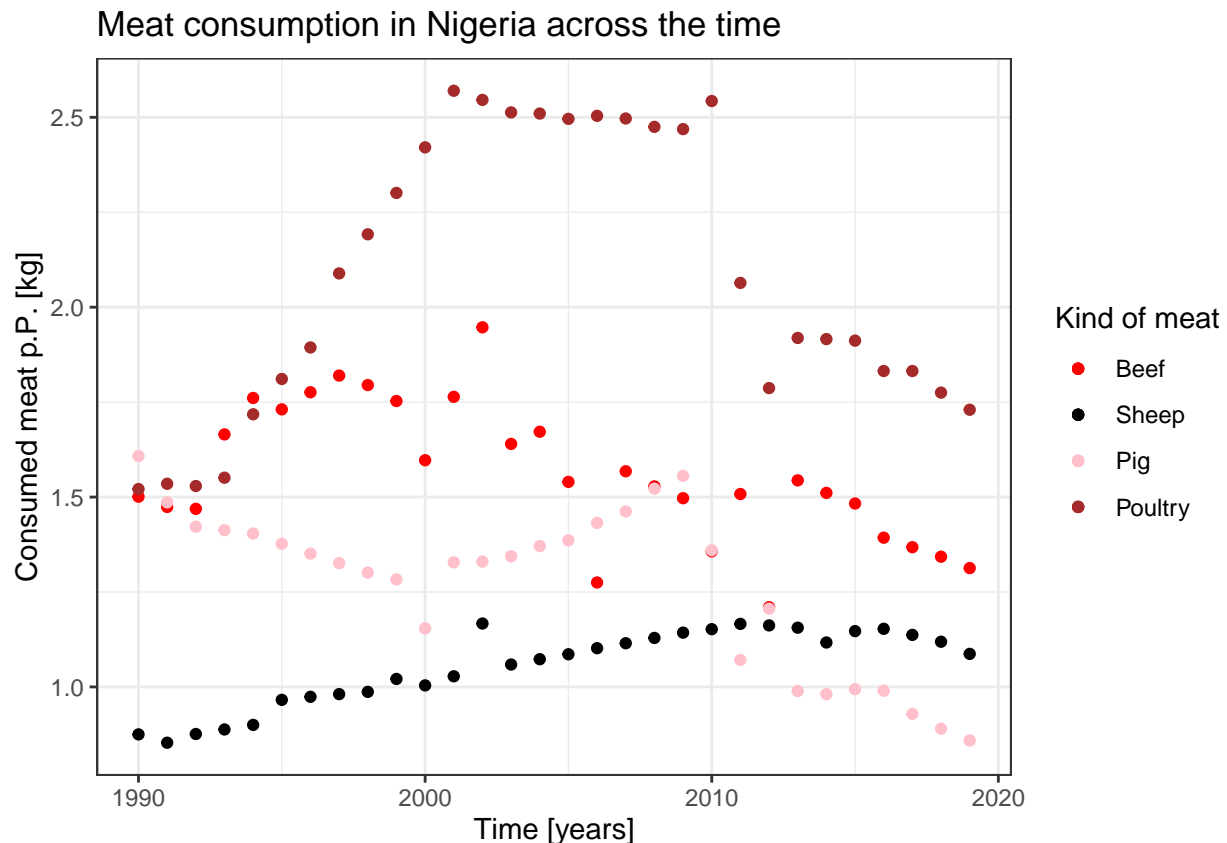 Meat consumption in Nigeria across the time
Consumed meat p.P. [kg]
2.5
2.0
1.5
1.0
1990
2000
2010
2020
Time [years]
Kind of meat
Beef
Sheep
Pig
Poultry